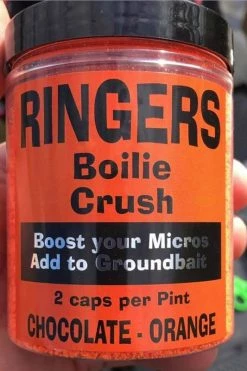 RINGERS
Boilie
Crush
Boost your Micros
Add to Groundbait
2 caps per Pint
CHOCOLATE - ORANGE